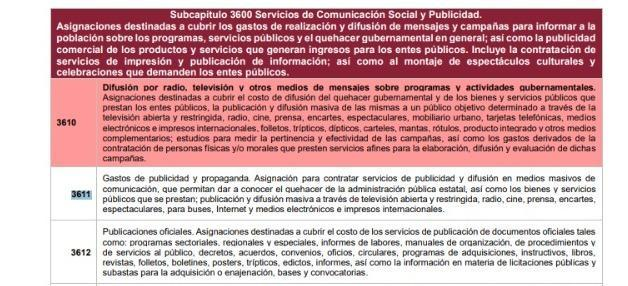 Subcapítulo 3600 Servicios de Comunicación Social y Publicidad.
Asignaciones destinadas a cubrir los gastos de realización y difusión de mensajes y campañas para informar a la
población sobre los programas, servicios públicos y el quehacer gubernamental en general; así como la publicidad
comercial de los productos y servicios que generan ingresos para los entes públicos. Incluye la contratación de
servicios de impresión y publicación de información; así como al montaje de espectáculos culturales y
celebraciones que demanden los entes públicos.
3610
Difusión por radio, televisión y otros medios de mensajes sobre programas y actividades gubernamentales.
Asignaciones destinadas a cubrir el costo de difusión del quehacer gubernamental y de los bienes y servicios públicos que
prestan los entes públicos, la publicación y difusión masiva de las mismas a un público objetivo determinado a través de la
televisión abierta y restringida, radio, cine, prensa, encartes, espectaculares, mobiliario urbano, tarjetas telefónicas, medios
electrónicos e impresos internacionales, folletos, trípticos, dípticos, carteles, mantas, rótulos, producto integrado y otros medios
complementarios; estudios para medir la pertinencia y efectividad de las campañas, así como los gastos derivados de la
contratación de personas físicas y/o morales que presten servicios afines para la elaboración, difusión y evaluación de dichas
campañas.
3611
Gastos de publicidad y propaganda. Asignación para contratar servicios de publicidad y difusión en medios masivos de
comunicación, que permitan dar a conocer el quehacer de la administración pública estatal, así como los bienes y servicios
públicos que se prestan; publicación y difusión masiva a través de televisión abierta y restringida, radio, cine, prensa, encartes,
espectaculares, para buses, Internet y medios electrónicos e impresos internacionales.
3612
Publicaciones oficiales. Asignaciones destinadas a cubrir el costo de los servicios de publicación de documentos oficiales tales
como: programas sectoriales, regionales y especiales, informes de labores, manuales de organización, de procedimientos y
de servicios al público, decretos, acuerdos, convenios, oficios, circulares, programas de adquisiciones, instructivos, libros,
revistas, folletos, boletines, posters, trípticos, edictos, informes, así como la información en materia de licitaciones públicas y
subastas para la adquisición o enajenación, bases y convocatorias.